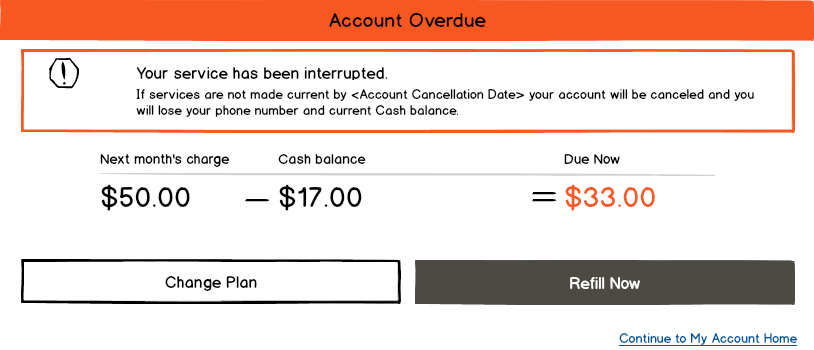 Account Overdue
Your service has been interrupted.
If services are not made current by <Account Cancellation Date> your account will be canceled and you
will lose your phone number and current Cash balance.
Next month's charge Cash balance Due Now
$50.00 — $17.00 = $33.00
Change Plan Refill Now
Continue to My Account Home